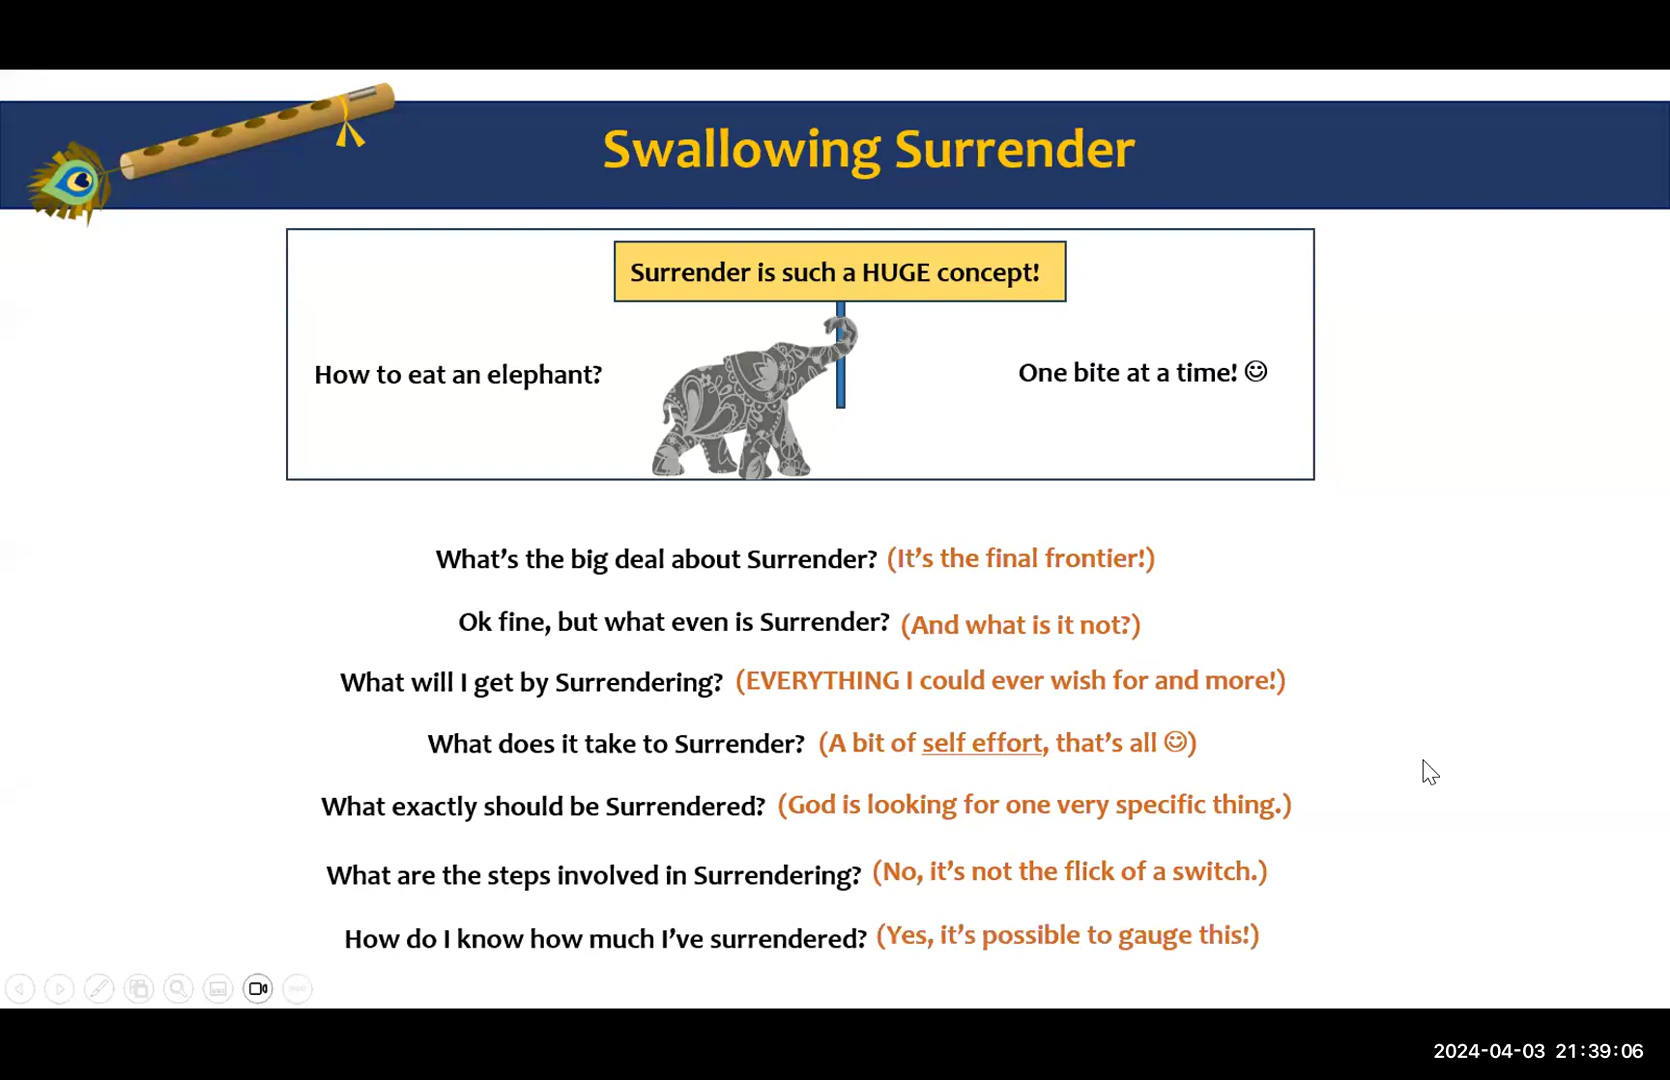 Swallowing Surrender
Surrender is such a HUGE concept!
How to eat an elephant?
One bite at a time! ☺
What's the big deal about Surrender? (It's the final frontier!)
Ok fine, but what even is Surrender? (And what is it not?)
What will I get by Surrendering? (EVERYTHING I could ever wish for and more!)
What does it take to Surrender? (A bit of self effort, that's all ☺)
What exactly should be Surrendered? (God is looking for one very specific thing.)
What are the steps involved in Surrendering? (No, it's not the flick of a switch.)
How do I know how much I've surrendered? (Yes, it's possible to gauge this!)
2024-04-03 21:39:06